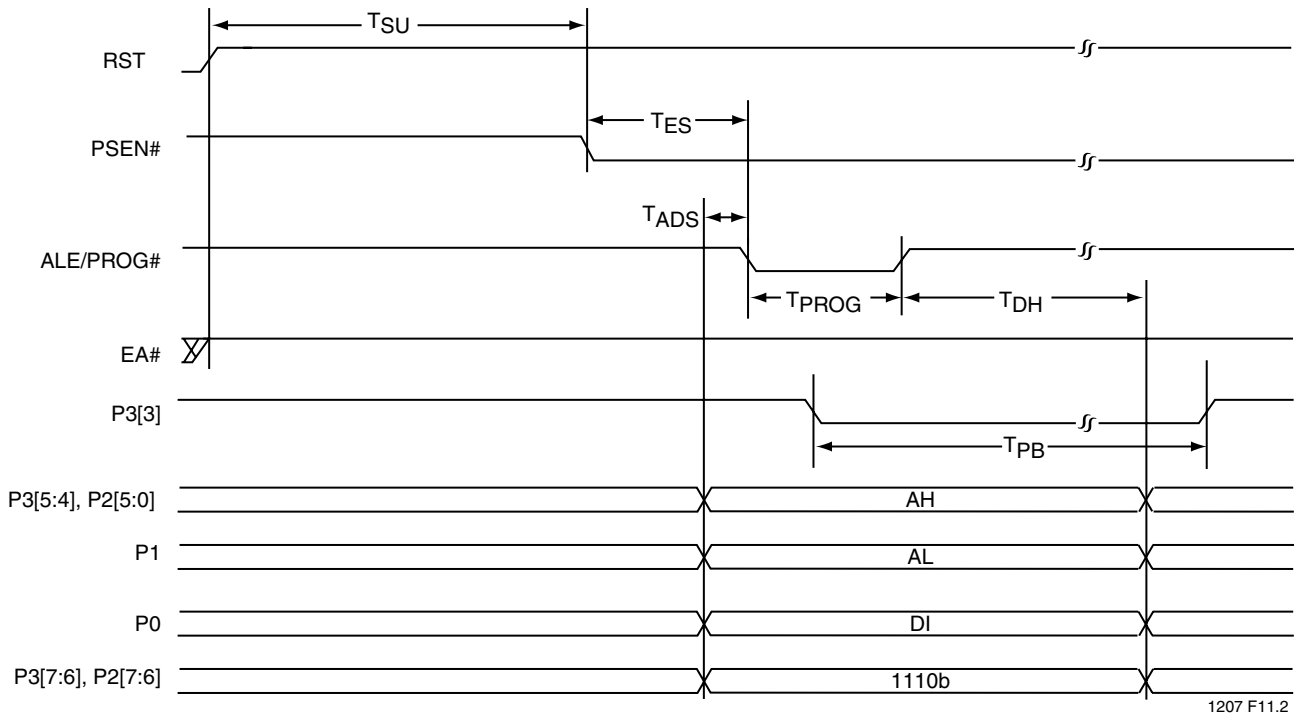 TSU
RST
TES
PSEN#
TADS
ALE/PROG#
TPROG
TDH
EA#
P3[3]
TPB
P3[5:4], P2[5:0]
AH
P1
AL
P0
DI
P3[7:6], P2[7:6]
1110b
1207 F11.2